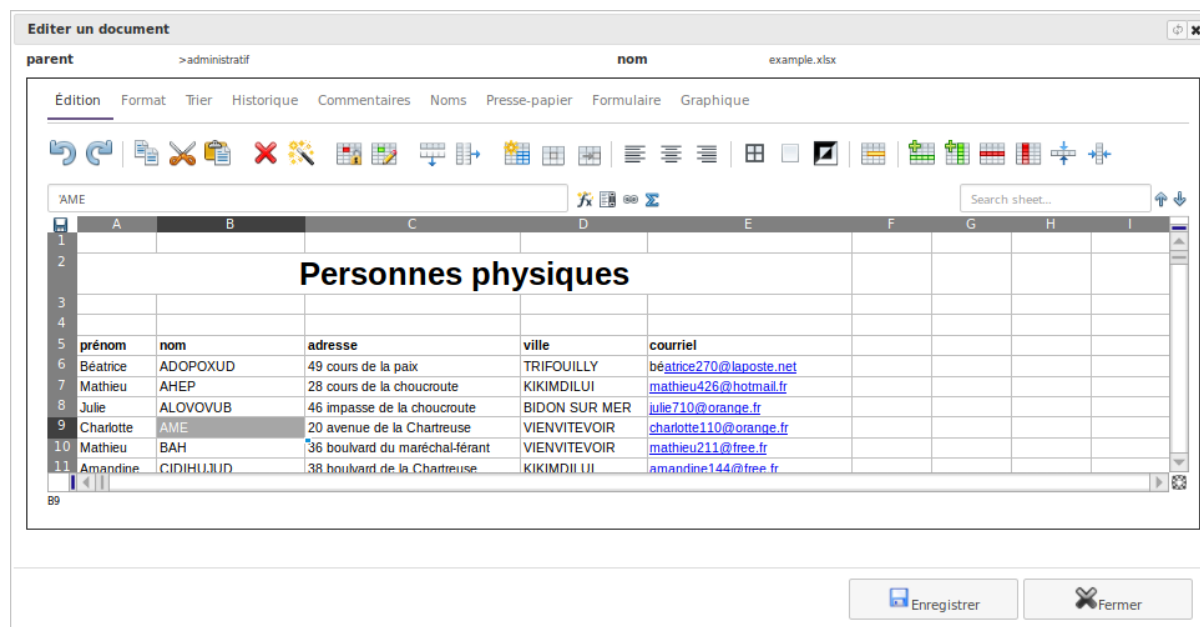 Editer un document
parent >administratif nom example.xlsx
Édition Format Trier Historique Commentaires Noms Presse-papier Formulaire Graphique
'AME Search sheet...
A B C D E F G H I
1
2 Personnes physiques
3
4
5 prénom nom adresse ville courriel
6 Béatrice ADOPOXUD 49 cours de la paix TRIFOUILLY béatrice270@laposte.net
7 Mathieu AHEP 28 cours de la choucroute KIKIMDILUI mathieu426@hotmail.fr
8 Julie ALOVOVUB 46 impasse de la choucroute BIDON SUR MER julie710@orange.fr
9 Charlotte AME 20 avenue de la Chartreuse VIENVITEVOIR charlotte110@orange.fr
10 Mathieu BAH 36 boulvard du maréchal-férant VIENVITEVOIR mathieu211@free.fr
11 Amandine CIDIHUJUD 38 boulvard de la Chartreuse KIKIMDILUI amandine144@free.fr
B9
Enregistrer Fermer